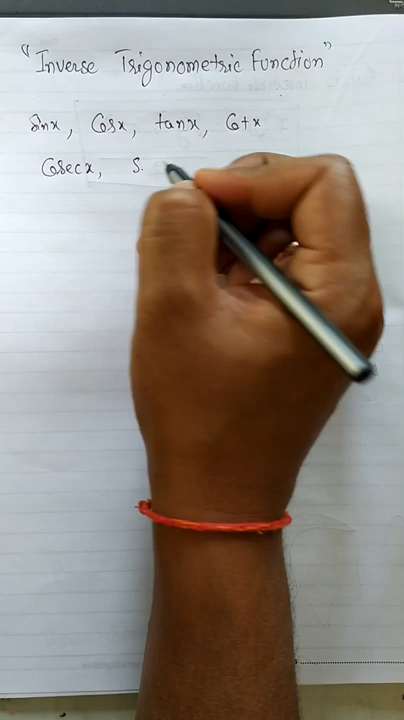 "Inverse Trigonometric Function"
Sinx, Cosx, tanx, Cotx
Cosecx, S